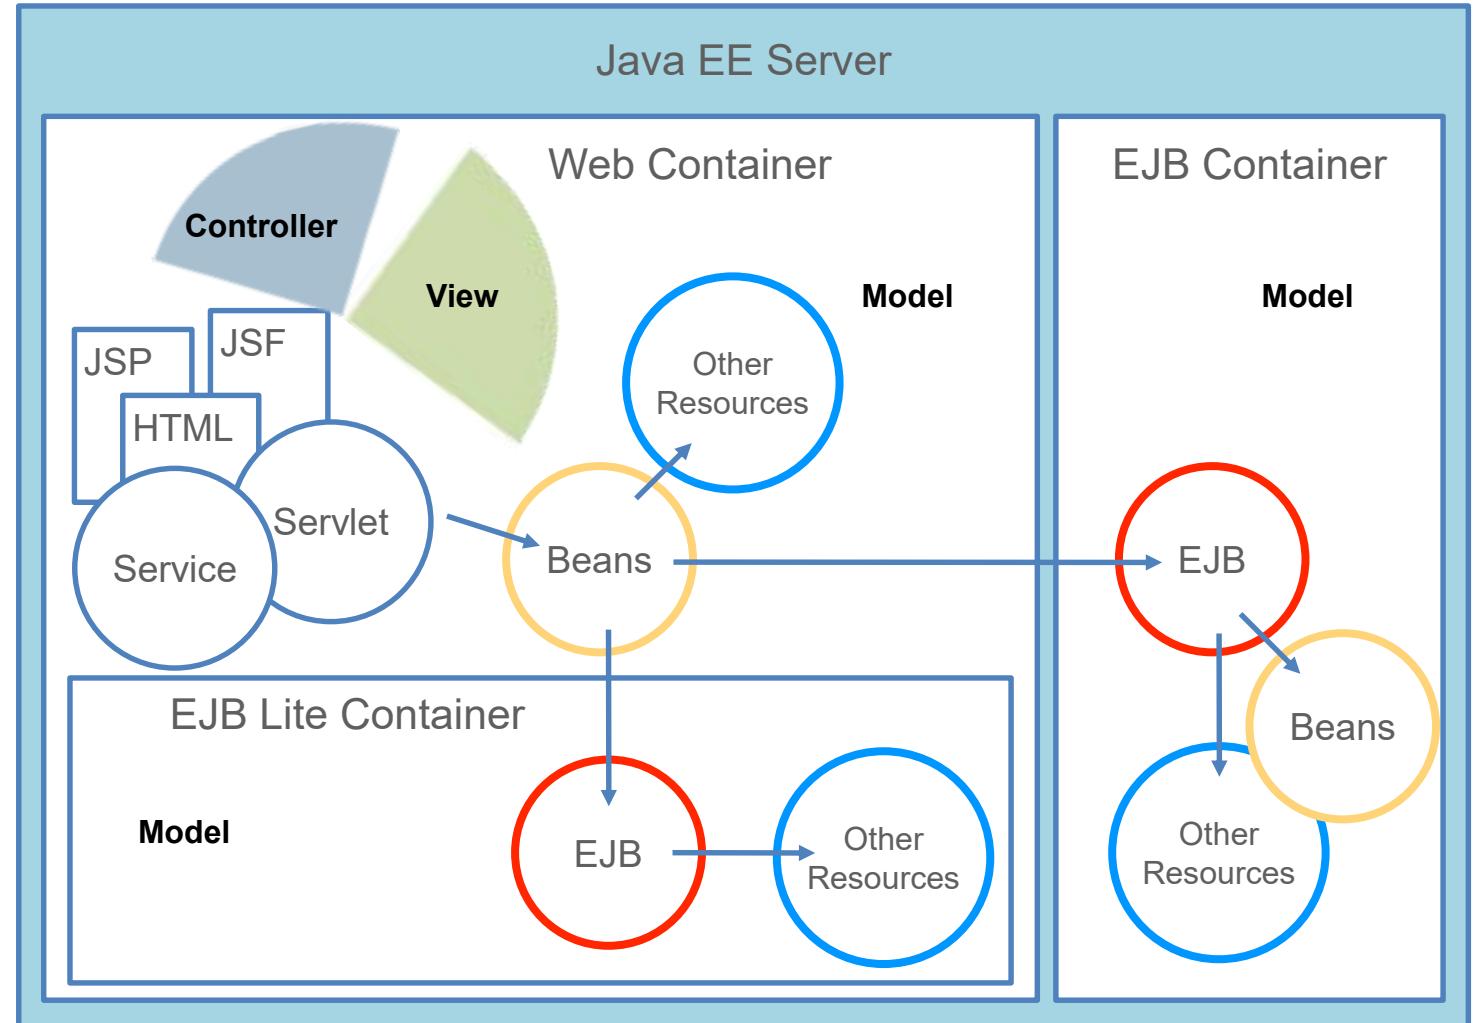 Java EE Server
Web Container
EJB Container
Controller
View
Model
Model
JSP
JSF
HTML
Servlet
Service
Other
Resources
Beans
EJB
Beans
Other
Resources
EJB Lite Container
Model
EJB
Other
Resources